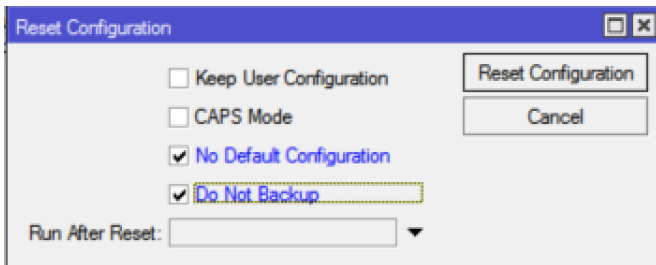 Reset Configuration
Keep User Configuration
Reset Configuration
CAPS Mode
Cancel
No Default Configuration
Do Not Backup
Run After Reset: